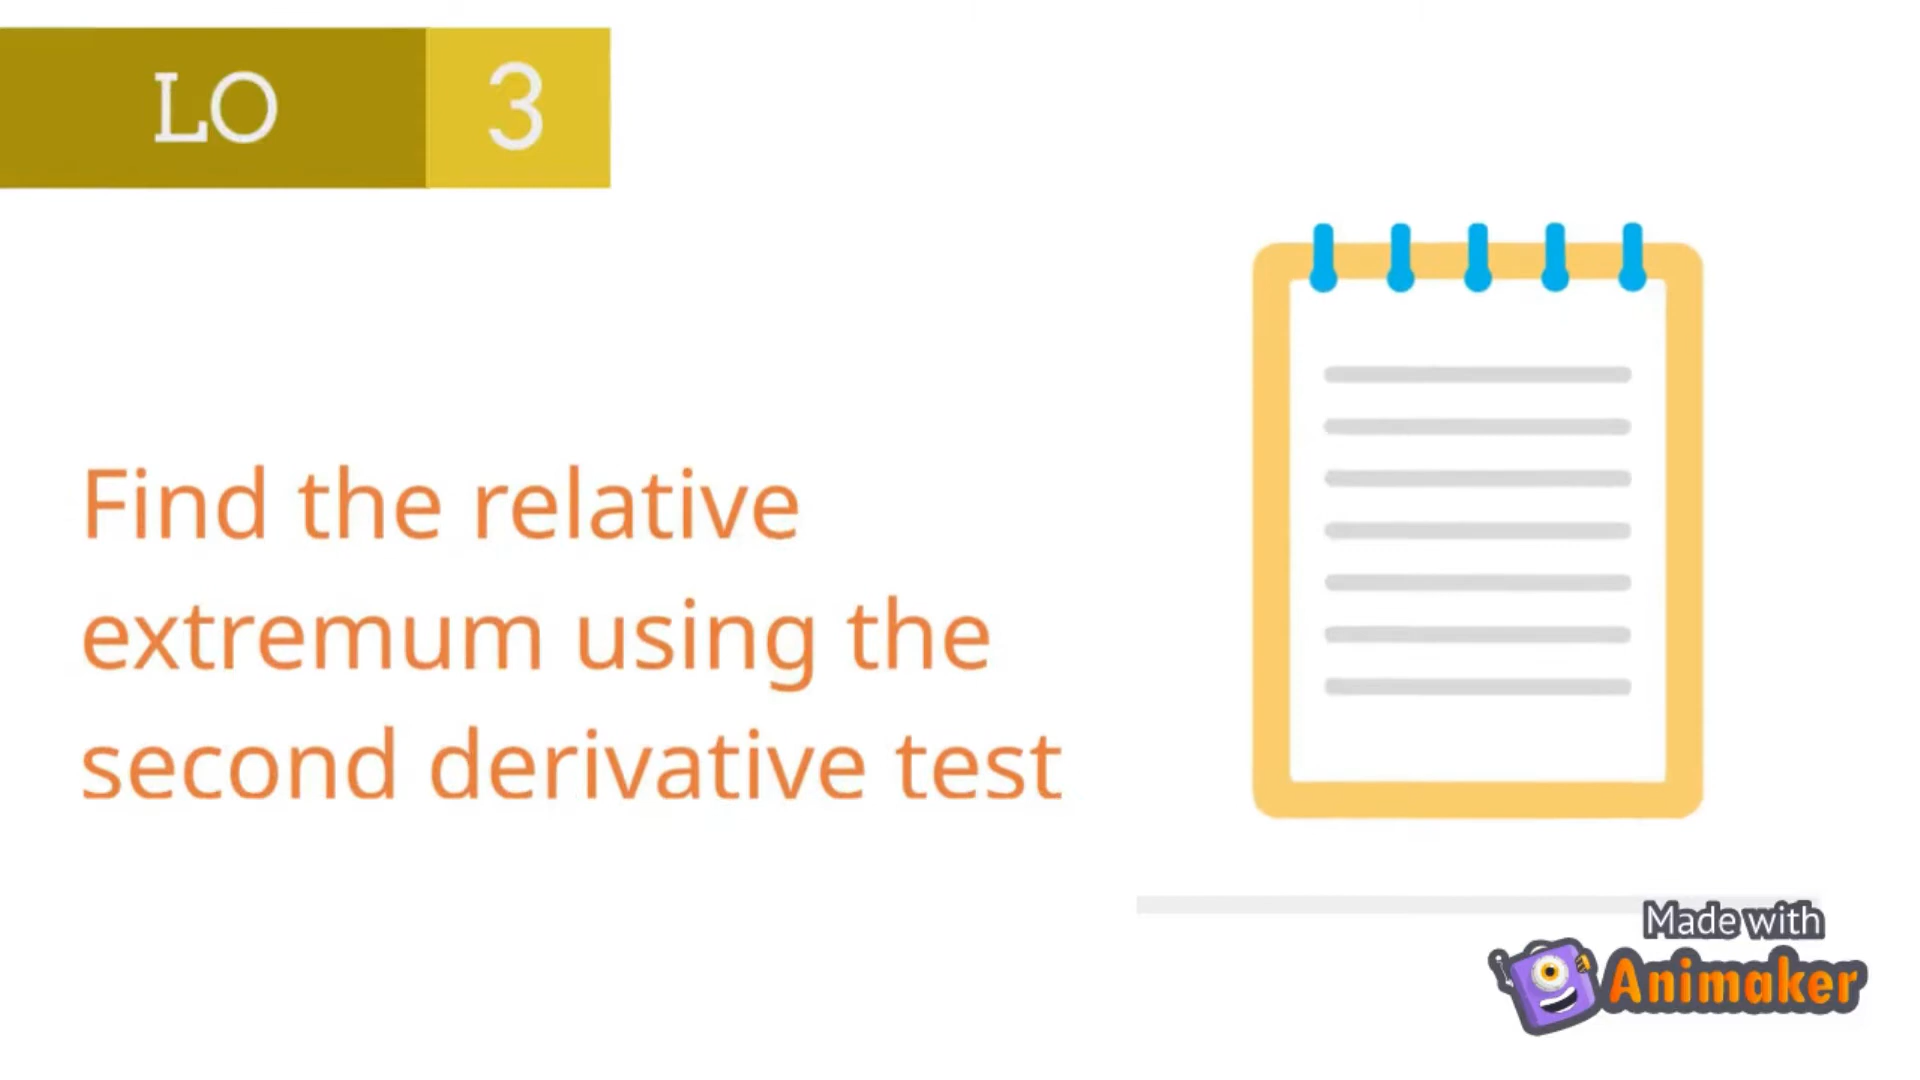 LO 3
Find the relative
extremum using the
second derivative test
Made with
Animaker